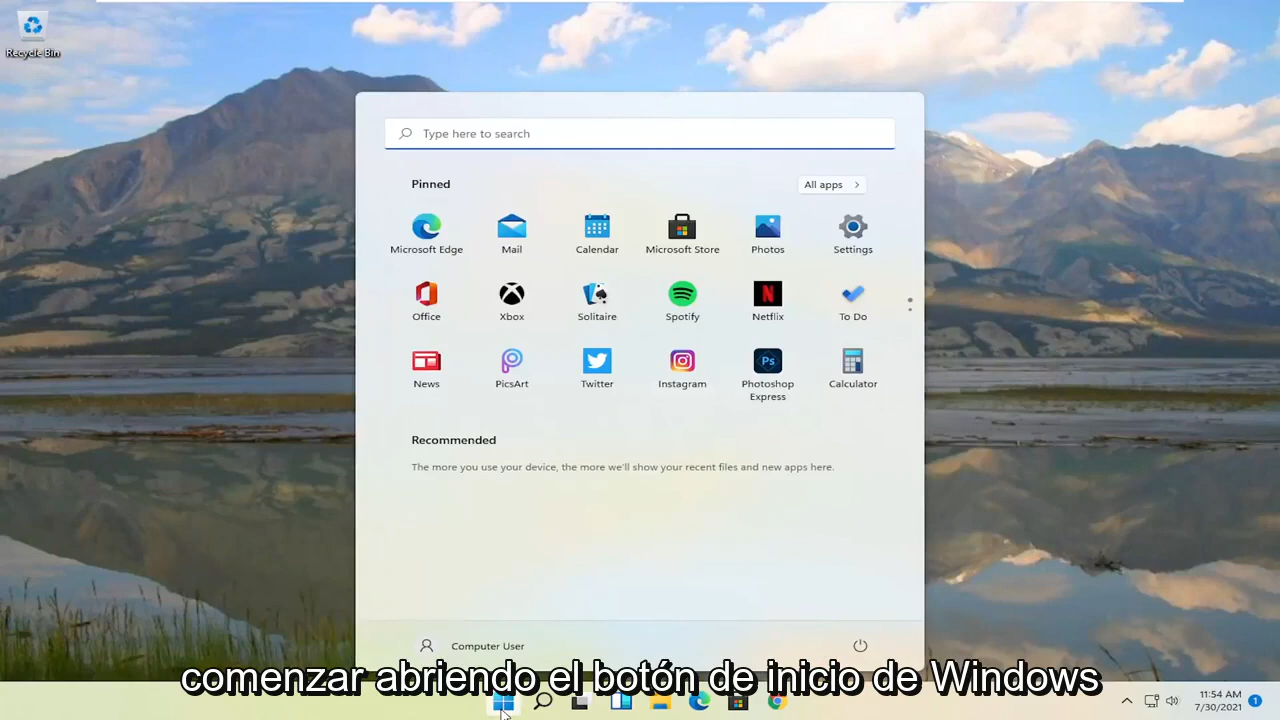 Recycle Bin
Type here to search
Pinned
All apps
Microsoft Edge
Mail
Calendar
Microsoft Store
Photos
Settings
Office
Xbox
Solitaire
Spotify
Netflix
To Do
News
PicsArt
Twitter
Instagram
Photoshop Express
Calculator
Recommended
The more you use your device, the more we'll show your recent files and new apps here.
Computer User
comenzar abriendo el botón de inicio de Windows
11:54 AM
7/30/2021
1